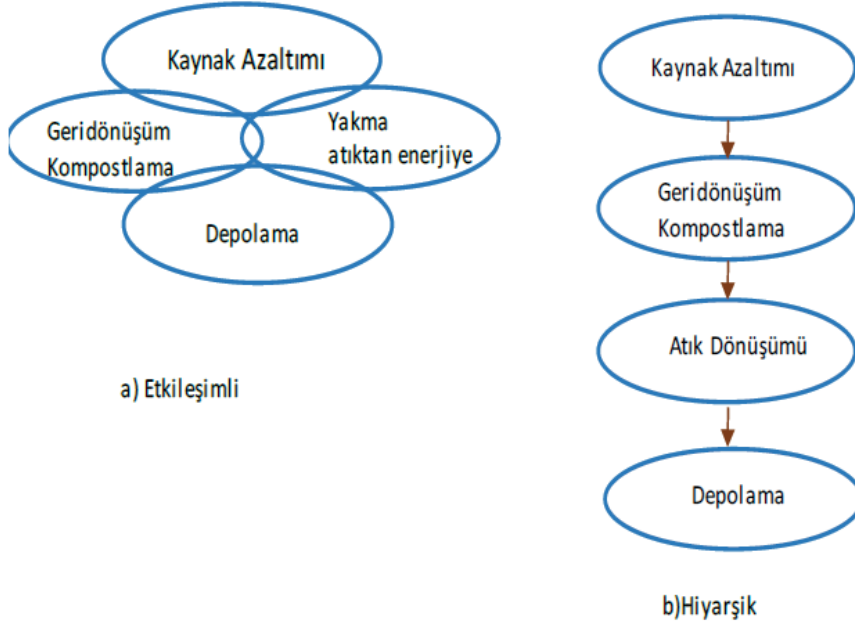 Kaynak Azaltımı
Geridönüşüm
Kompostlama
Yakma
atıktan enerjiye
Depolama
a) Etkileşimli
Kaynak Azaltımı
Geridönüşüm
Kompostlama
Atık Dönüşümü
Depolama
b)Hiyarşik